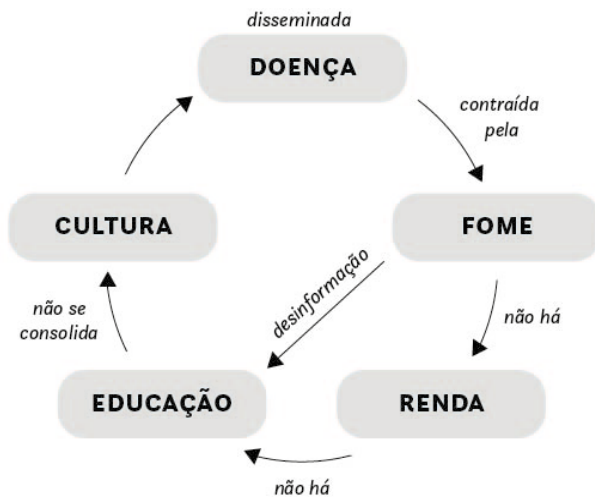 disseminada
DOENÇA
contraída
pela
CULTURA
FOME
desinformação
não se
consolida
não há
EDUCAÇÃO
RENDA
não há